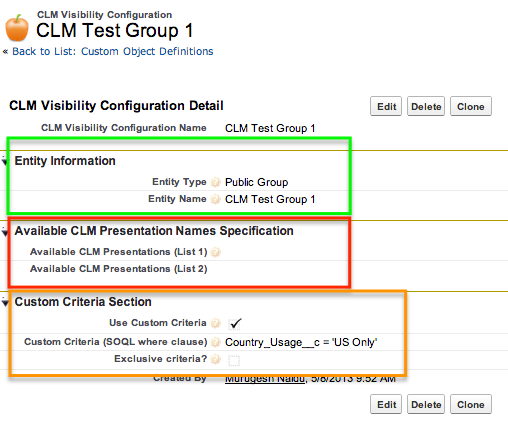 CLM Visibility Configuration
CLM Test Group 1
« Back to List: Custom Object Definitions
CLM Visibility Configuration Detail
Edit Delete Clone
CLM Visibility Configuration Name CLM Test Group 1
Entity Information
Entity Type ? Public Group
Entity Name ? CLM Test Group 1
Available CLM Presentation Names Specification
Available CLM Presentations (List 1) ?
Available CLM Presentations (List 2)
Custom Criteria Section
Use Custom Criteria ?
Custom Criteria (SOQL where clause) ? Country_Usage__c = 'US Only'
Exclusive criteria? ?
Created By Murugesh Naidu, 5/8/2013 9:52 AM
Edit Delete Clone